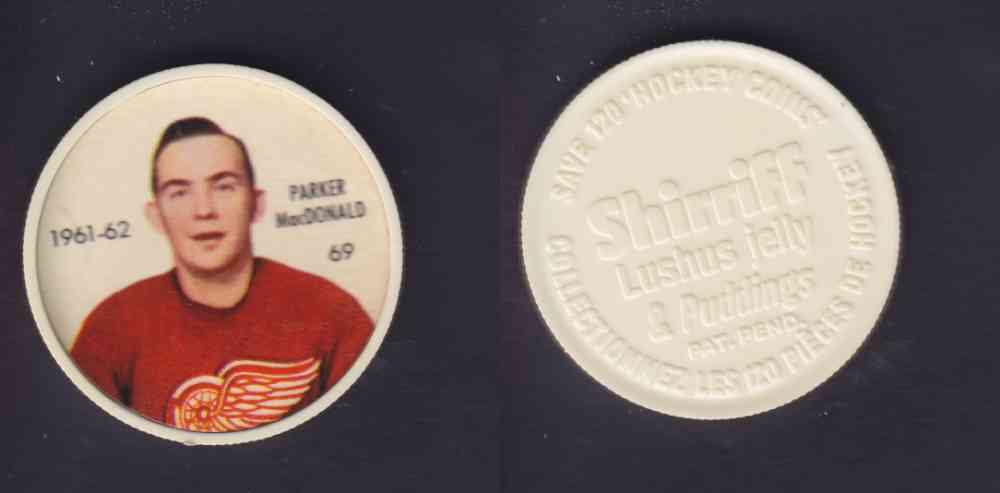 1961-62
PARKER
MacDONALD
69
SAVE 120 "HOCKEY COINS"
Shirriff
Lushus jelly
& Puddings
PAT. PEND.
COLLECTIONNEZ LES 120 PIÈCES DE HOCKEY